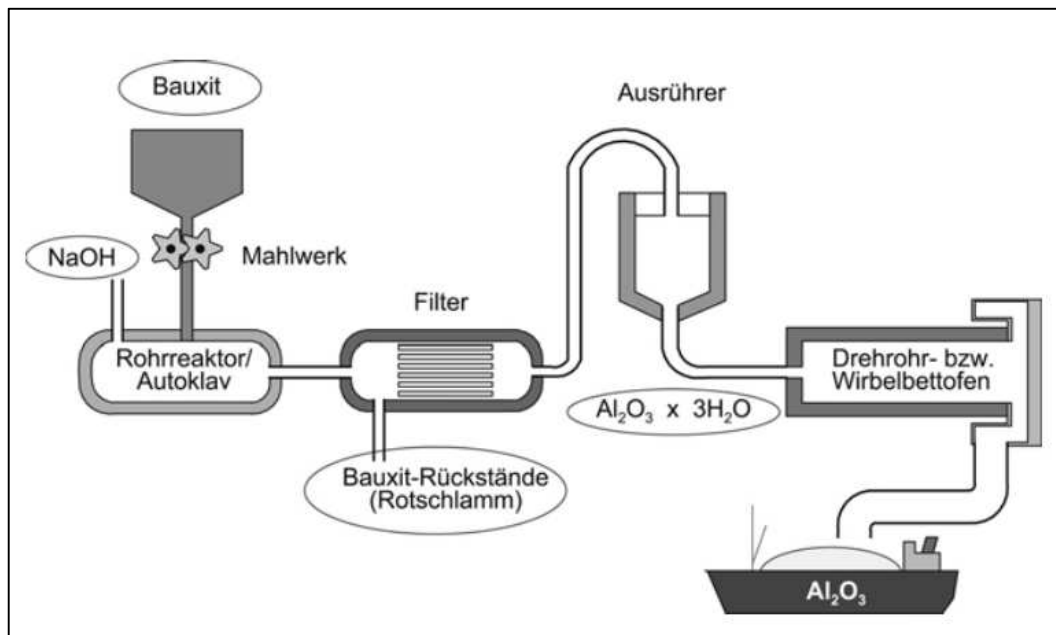 Bauxit
Ausrührer
NaOH
Mahlwerk
Filter
Rohrreaktor/
Autoklav
Drehrohr- bzw.
Wirbelbettofen
Al₂O₃ x 3H₂O
Bauxit-Rückstände
(Rotschlamm)
Al₂O₃